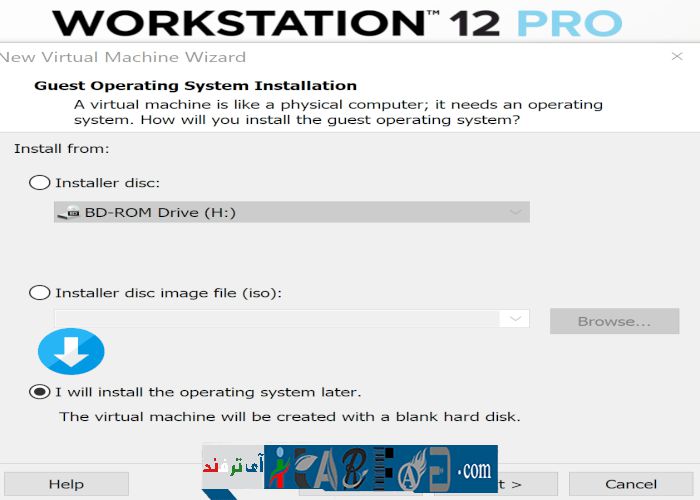 WORKSTATION™ 12 PRO
New Virtual Machine Wizard
Guest Operating System Installation
A virtual machine is like a physical computer; it needs an operating
system. How will you install the guest operating system?
Install from:
Installer disc:
BD-ROM Drive (H:)
Installer disc image file (iso):
Browse...
I will install the operating system later.
The virtual machine will be created with a blank hard disk.
آی ترفند
.com
Help
>
Cancel